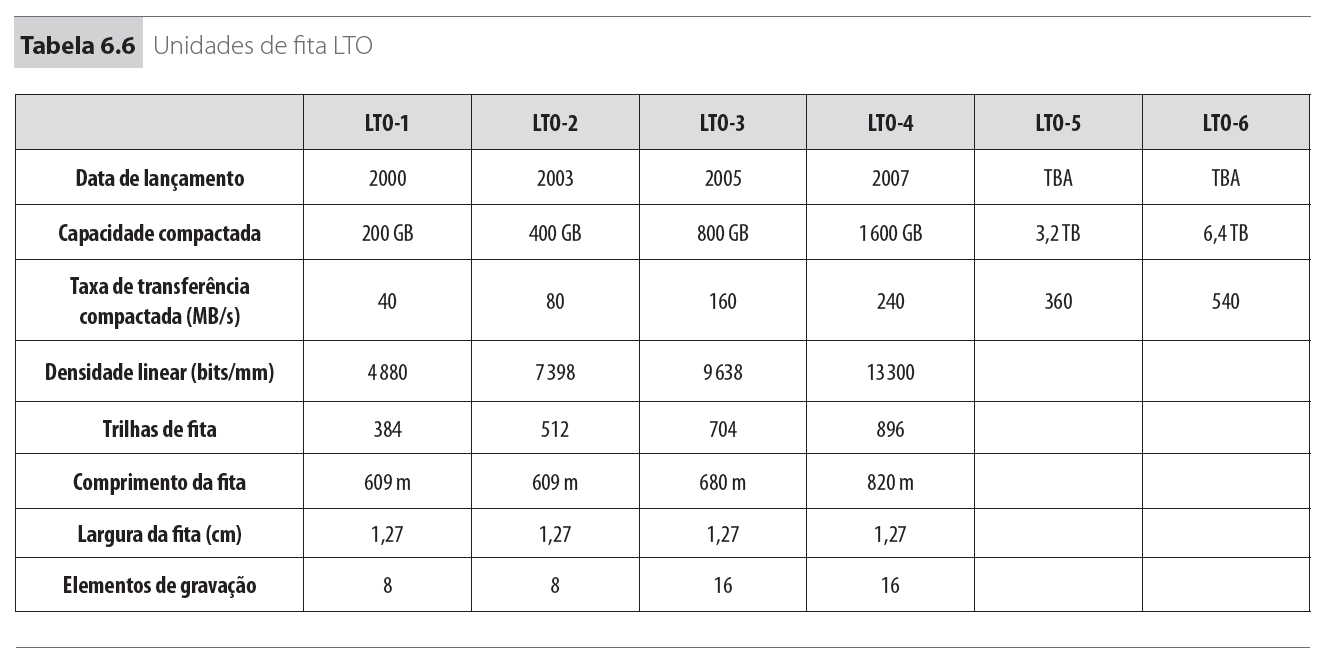 Tabela 6.6 Unidades de fita LTO
LTO-1 LTO-2 LTO-3 LTO-4 LTO-5 LTO-6
Data de lançamento 2000 2003 2005 2007 TBA TBA
Capacidade compactada 200 GB 400 GB 800 GB 1 600 GB 3,2 TB 6,4 TB
Taxa de transferência
compactada (MB/s) 40 80 160 240 360 540
Densidade linear (bits/mm) 4 880 7 398 9 638 13 300
Trilhas de fita 384 512 704 896
Comprimento da fita 609 m 609 m 680 m 820 m
Largura da fita (cm) 1,27 1,27 1,27 1,27
Elementos de gravação 8 8 16 16